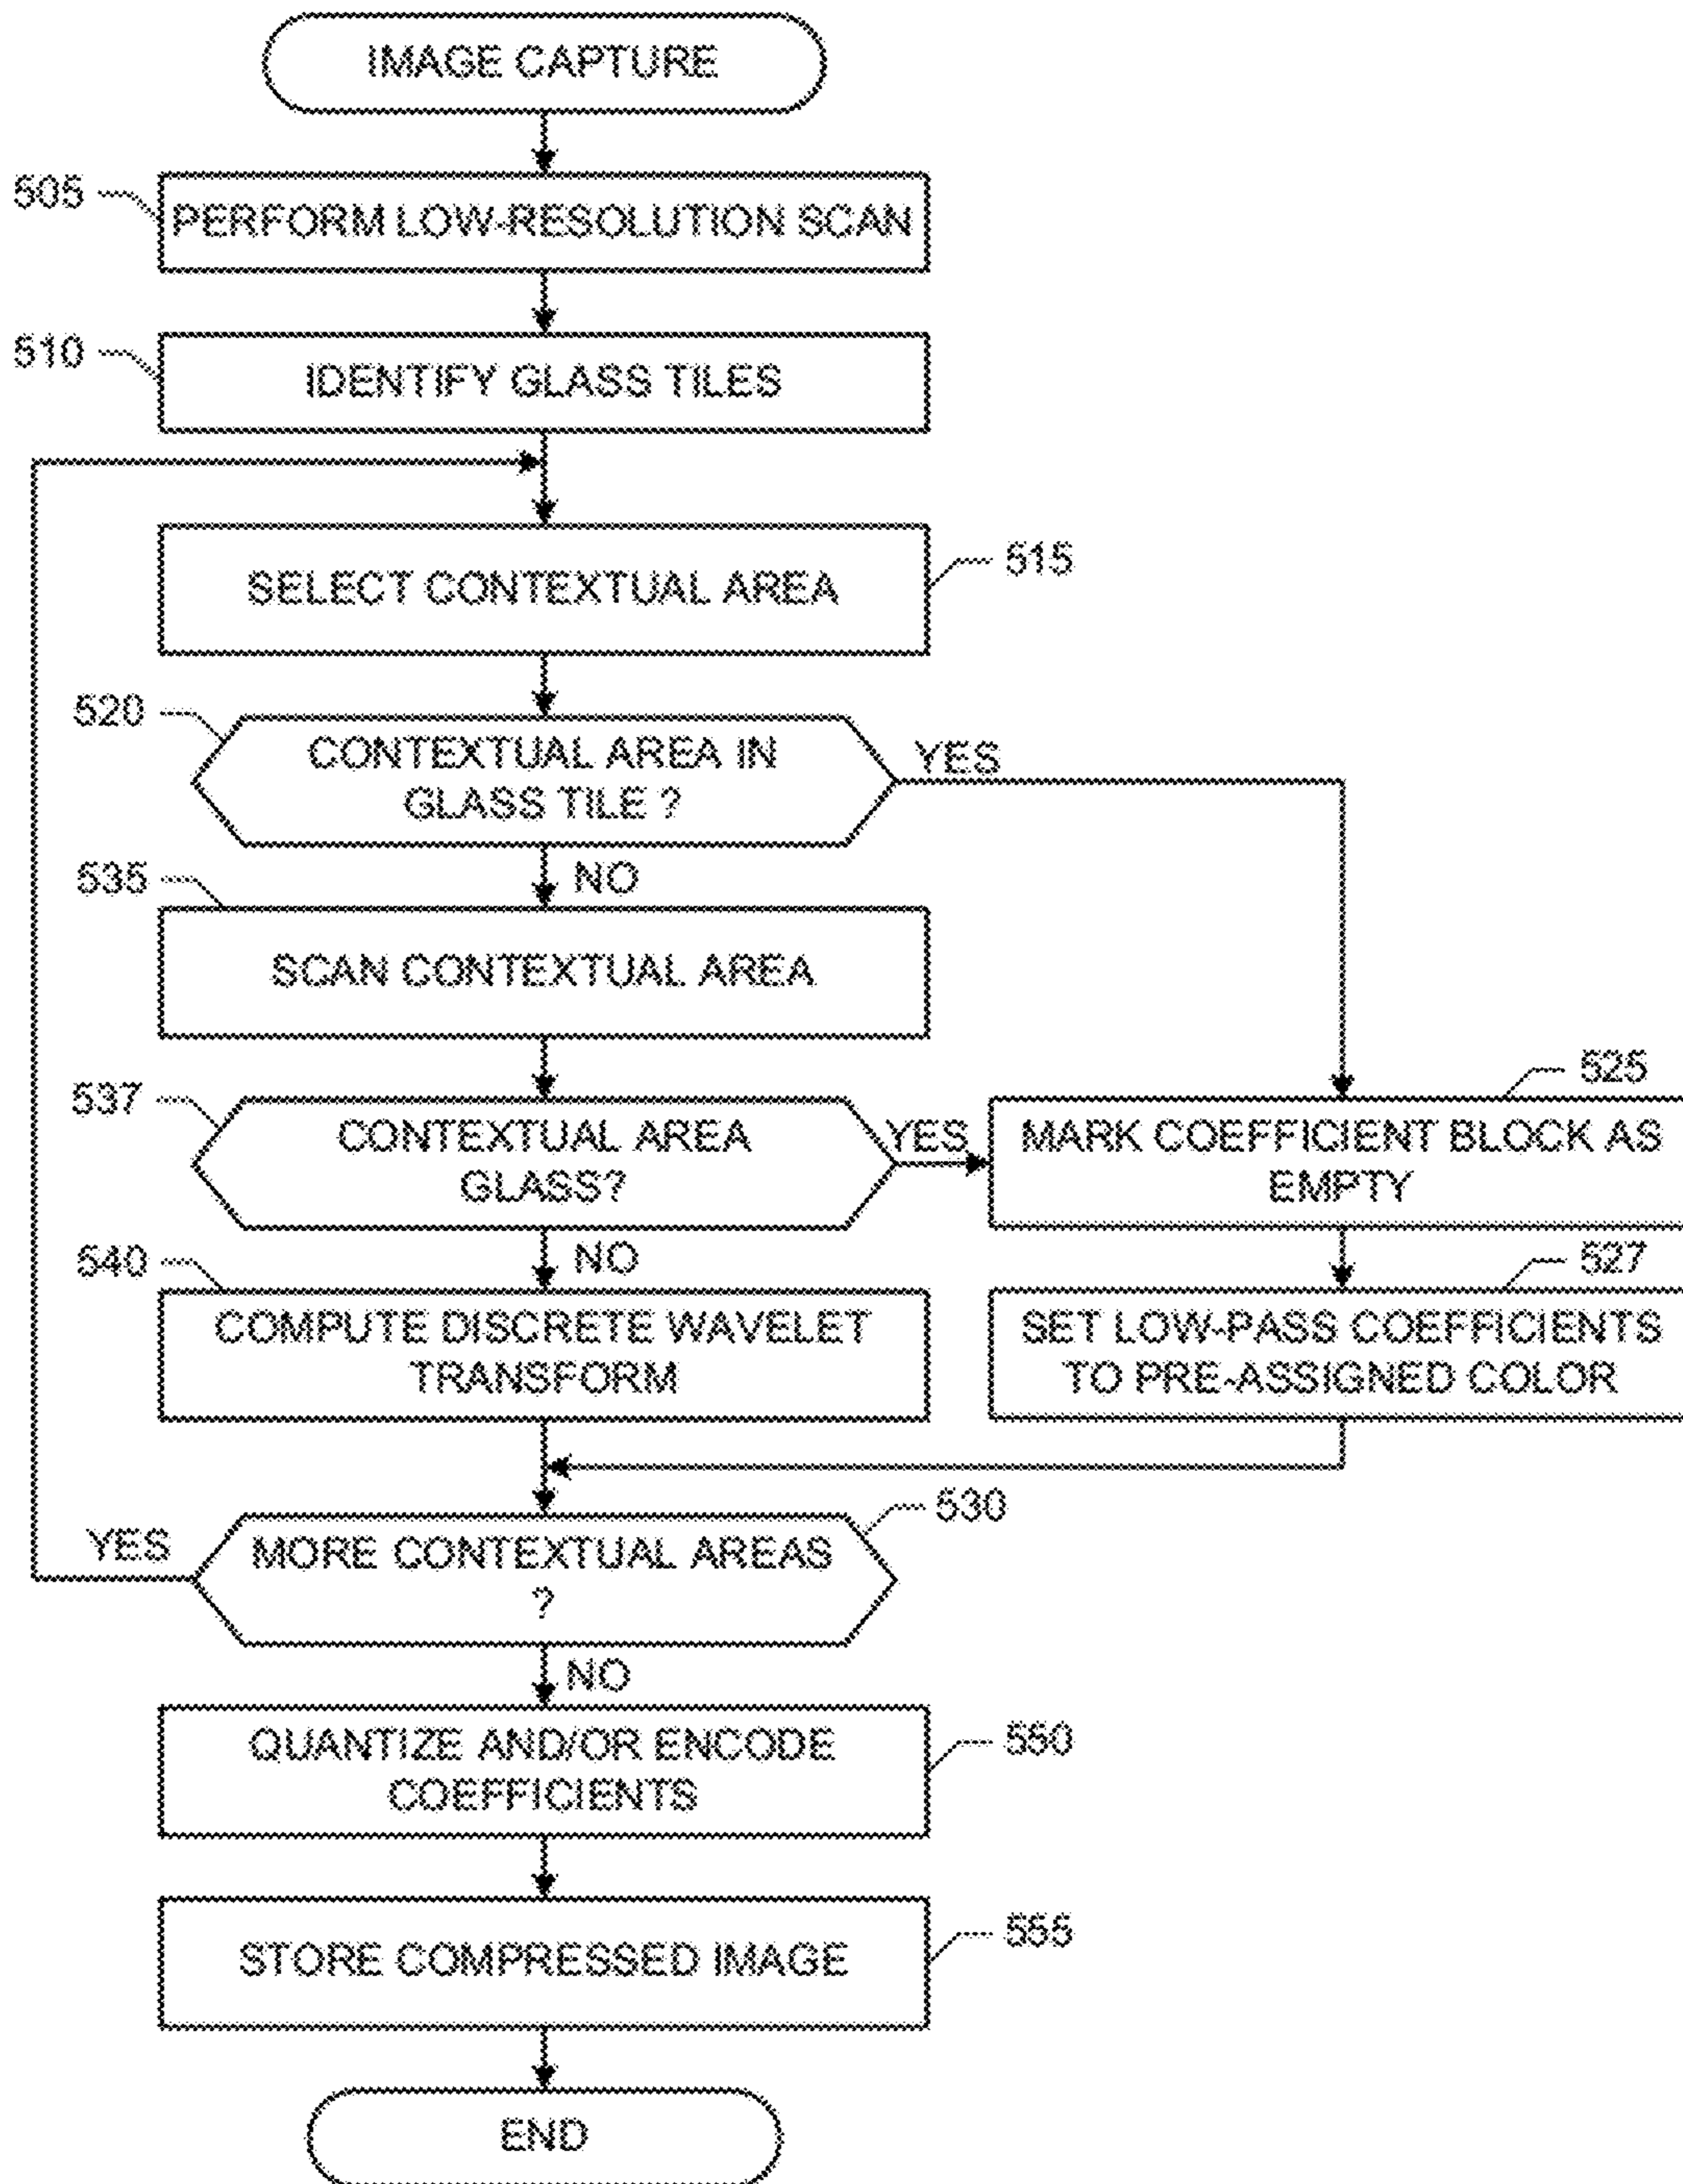 IMAGE CAPTURE
505
PERFORM LOW-RESOLUTION SCAN
510
IDENTIFY GLASS TILES
515
SELECT CONTEXTUAL AREA
520
CONTEXTUAL AREA IN
GLASS TILE ?
YES
NO
535
SCAN CONTEXTUAL AREA
537
CONTEXTUAL AREA
GLASS?
YES
NO
525
MARK COEFFICIENT BLOCK AS
EMPTY
527
SET LOW-PASS COEFFICIENTS
TO PRE-ASSIGNED COLOR
540
COMPUTE DISCRETE WAVELET
TRANSFORM
530
YES
MORE CONTEXTUAL AREAS
?
NO
QUANTIZE AND/OR ENCODE
COEFFICIENTS
550
STORE COMPRESSED IMAGE
555
END